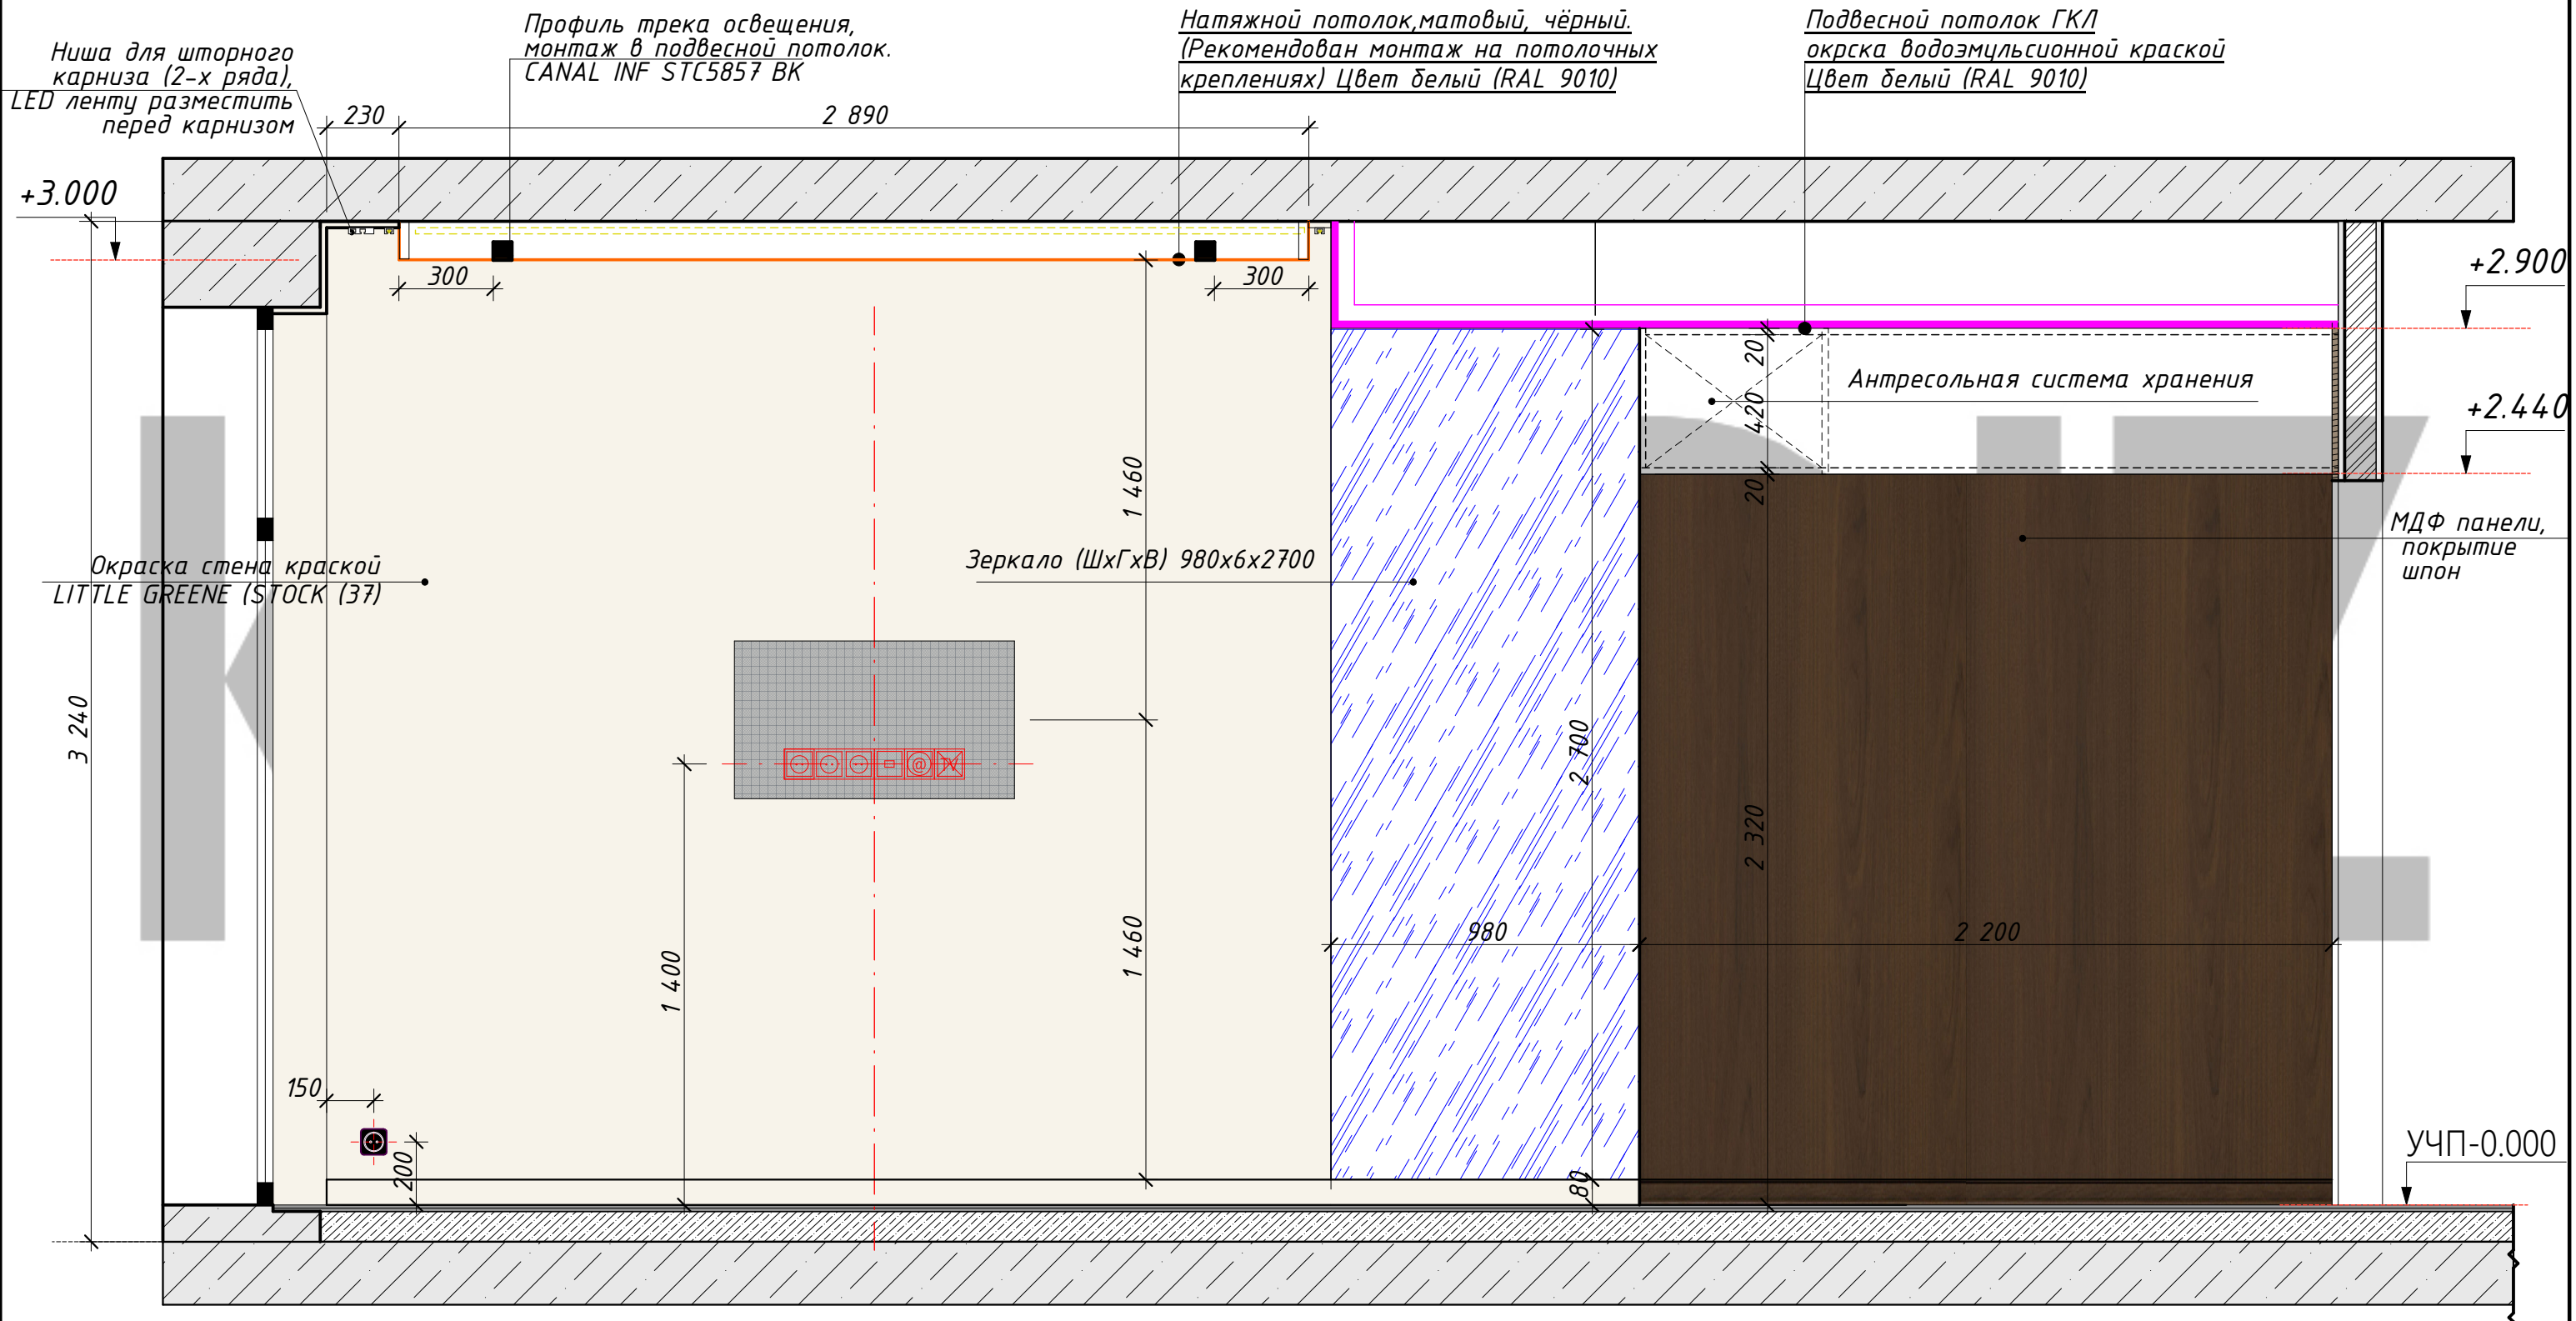 Ниша для шторного
карниза (2-х ряда),
LED ленту разместить
перед карнизом
Профиль трека освещения,
монтаж в подвесной потолок.
CANAL INF STC5857 BK
Натяжной потолок,матовый, чёрный.
(Рекомендован монтаж на потолочных
креплениях) Цвет белый (RAL 9010)
Подвесной потолок ГКЛ
окрска водоэмульсионной краской
Цвет белый (RAL 9010)
230
2 890
+3.000
+2.900
300
300
20
Антресольная система хранения
420
+2.440
1 460
20
МДФ панели,
покрытие
шпон
Окраска стена краской
LITTLE GREENE (STOCK (37)
Зеркало (ШхГхВ) 980х6х2700
3 240
2 700
@
TV
2 320
980
2 200
1 400
1 460
150
200
80
УЧП-0.000